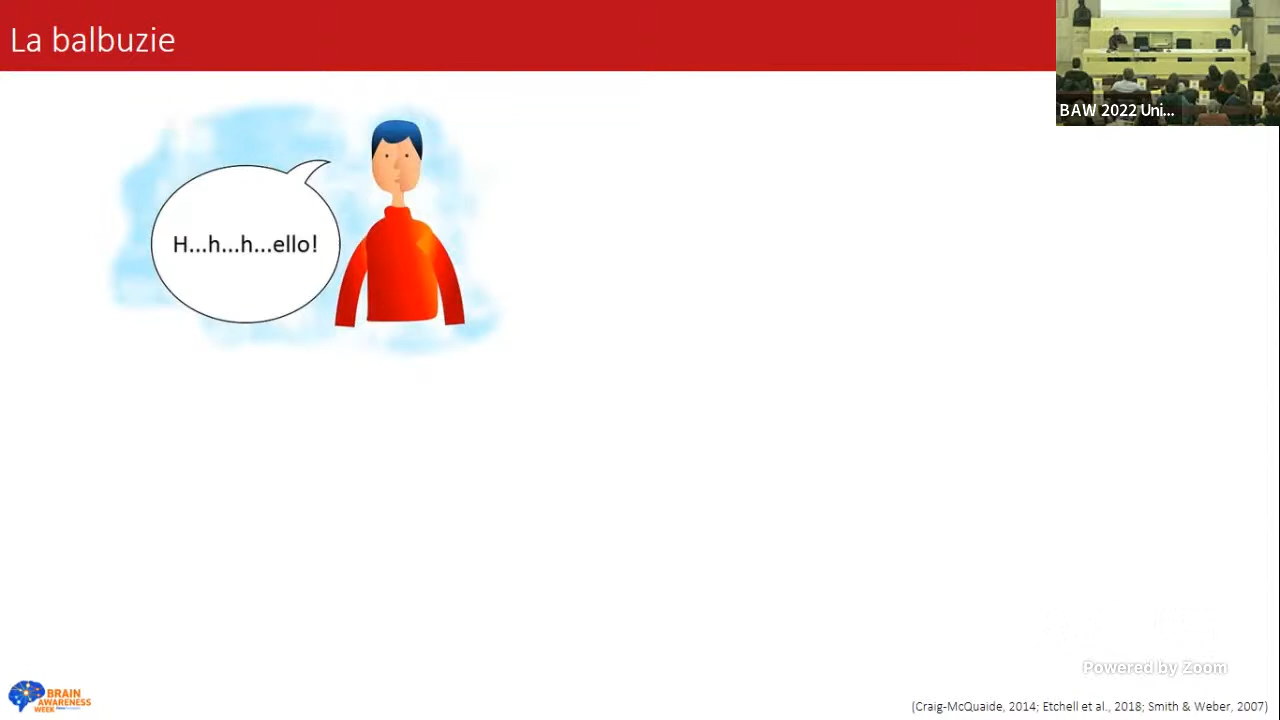 La balbuzie
BAW 2022 Uni...
H...h...h...ello!
Powered by Zoom
BRAIN
AWARENESS
WEEK
(Craig-McQuaide, 2014; Etchell et al., 2018; Smith & Weber, 2007)